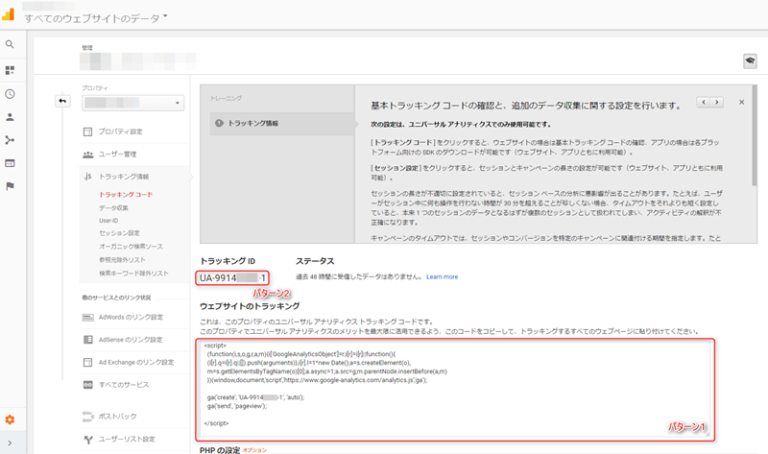 すべてのウェブサイトのデータ
管理
プロパティ
プロパティ設定
ユーザー管理
.js トラッキング情報
トラッキング コード
データ収集
User-ID
セッション設定
オーガニック検索ソース
参照元除外リスト
検索キーワード除外リスト
他のサービスとのリンク状況
AdWords のリンク設定
AdSense のリンク設定
Ad Exchange のリンク設定
すべてのサービス
ポストバック
ユーザーリスト設定
トレーニング
トラッキング情報
基本トラッキング コードの確認と、追加のデータ収集に関する設定を行います。
次の設定は、ユニバーサル アナリティクスでのみ使用可能です。
[トラッキング コード] をクリックすると、ウェブサイトの場合は基本トラッキング コードの確認、アプリの場合は各プラッ
トフォーム向けの SDK のダウンロードが可能です（ウェブサイト、アプリともに利用可能）。
[セッション設定] をクリックすると、セッションとキャンペーンの長さの設定が可能です（ウェブサイト、アプリともに利用
可能）。
セッションの長さが不適切に設定されていると、セッション ベースの分析に悪影響が出ることがあります。たとえば、ユーザ
ーがセッション中に何も操作を行わない時間が 30 分を超えることが珍しくない場合、タイムアウトをそれよりも短く設定し
ていると、本来 1 つのセッションのデータとなるはずが複数のセッションとして扱われてしまい、アクティビティの解釈が不
正確になります。
キャンペーンのタイムアウトでは、セッションやコンバージョンを特定のキャンペーンに関連付ける期間を指定します。たと
トラッキング ID
ステータス
UA-9914 -1
過去 48 時間に受信したデータはありません。 Learn more
パターン2
ウェブサイトのトラッキング
これは、このプロパティのユニバーサル アナリティクス トラッキング コードです。
このプロパティでユニバーサル アナリティクスのメリットを最大限に活用できるよう、このコードをコピーして、トラッキングするすべてのウェブページに貼り付けてください。
<script>
(function(i,s,o,g,r,a,m){i['GoogleAnalyticsObject']=r;i[r]=i[r]||function(){
(i[r].q=i[r].q||[]).push(arguments)},i[r].l=1*new Date();a=s.createElement(o),
m=s.getElementsByTagName(o)[0];a.async=1;a.src=g;m.parentNode.insertBefore(a,m)
})(window,document,'script','https://www.google-analytics.com/analytics.js','ga');
ga('create', 'UA-9914 -1', 'auto');
ga('send', 'pageview');
</script>
パターン1
PHP の設定 オプション